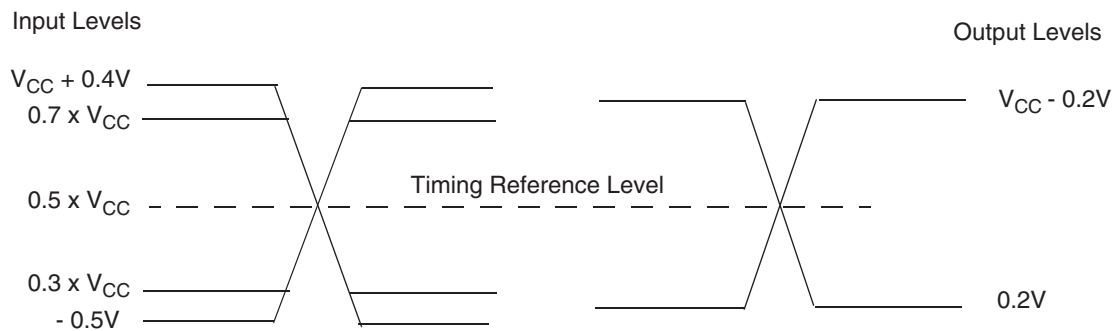 Input Levels
Output Levels
VCC + 0.4V
VCC - 0.2V
0.7 x VCC
Timing Reference Level
0.5 x VCC
0.3 x VCC
0.2V
- 0.5V